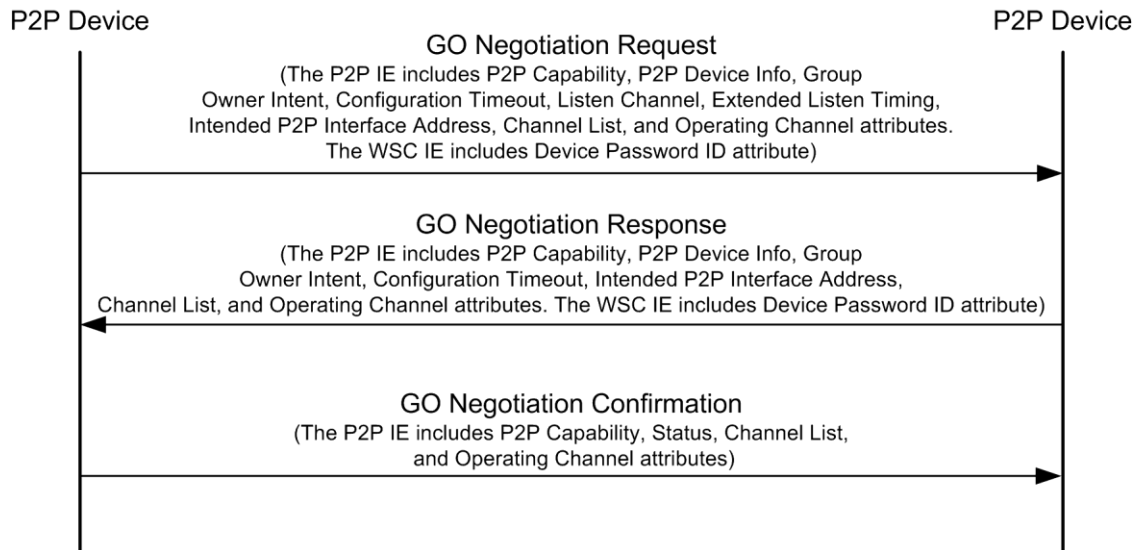 P2P Device
P2P Device
GO Negotiation Request
(The P2P IE includes P2P Capability, P2P Device Info, Group
Owner Intent, Configuration Timeout, Listen Channel, Extended Listen Timing,
Intended P2P Interface Address, Channel List, and Operating Channel attributes.
The WSC IE includes Device Password ID attribute)
GO Negotiation Response
(The P2P IE includes P2P Capability, P2P Device Info, Group
Owner Intent, Configuration Timeout, Intended P2P Interface Address,
Channel List, and Operating Channel attributes. The WSC IE includes Device Password ID attribute)
GO Negotiation Confirmation
(The P2P IE includes P2P Capability, Status, Channel List,
and Operating Channel attributes)